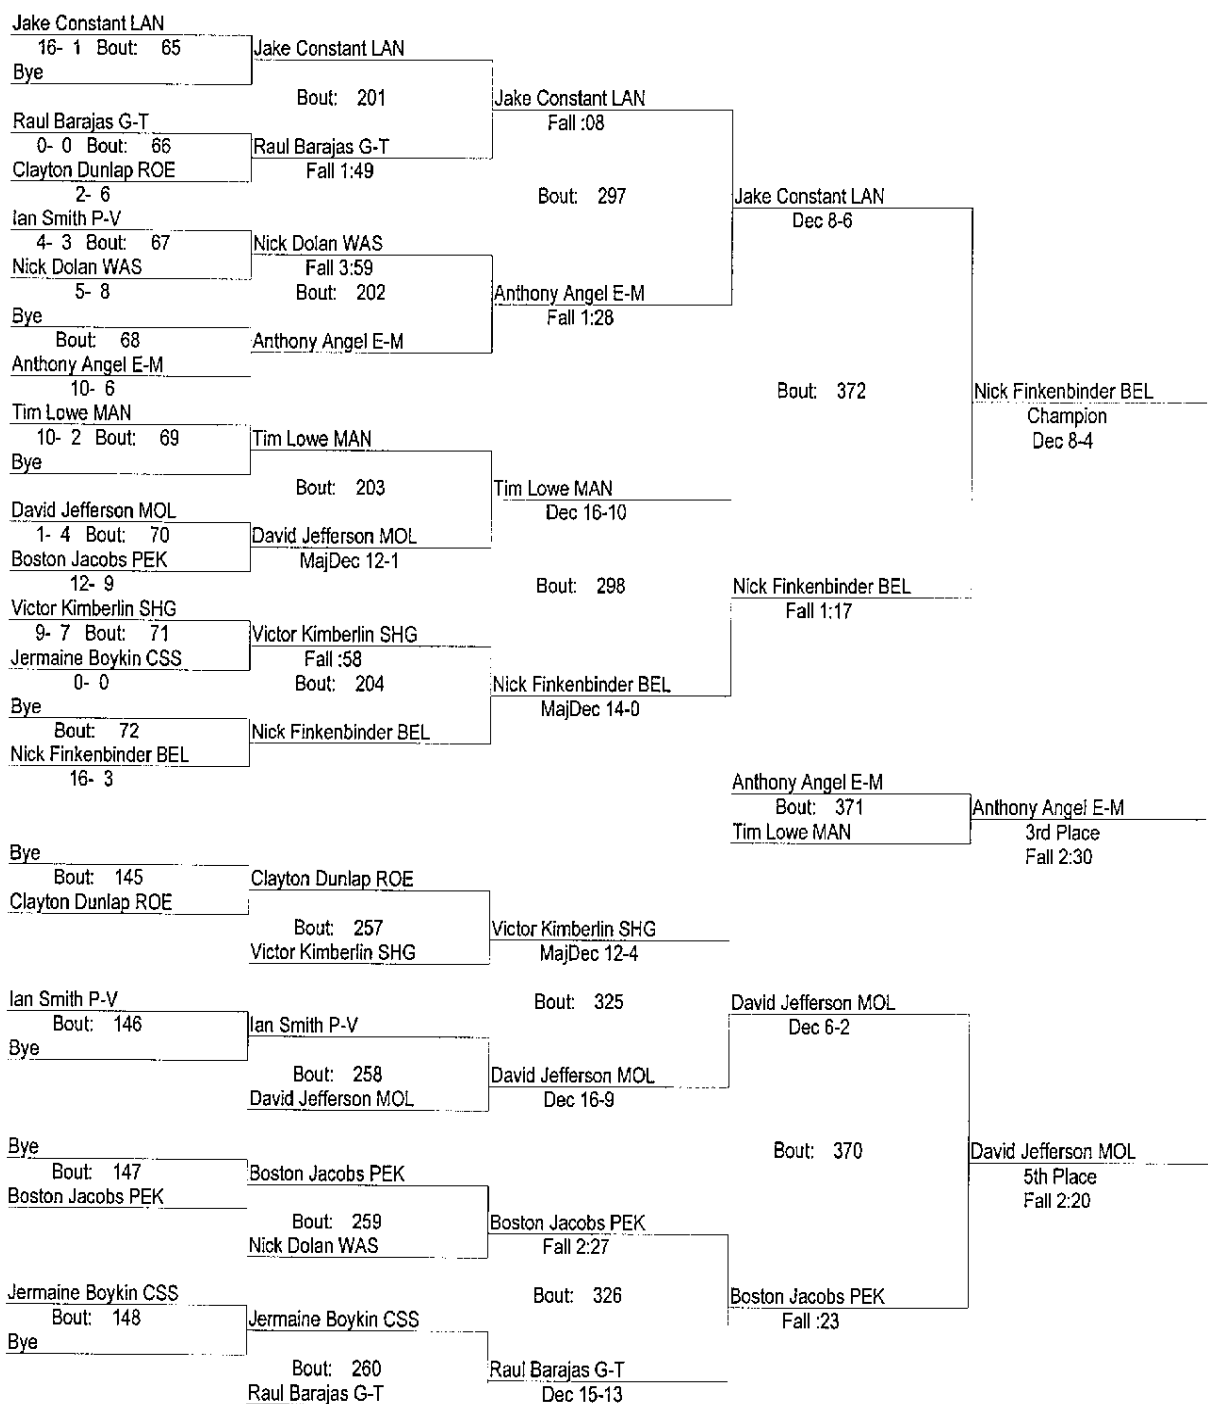 Jake Constant LAN
16- 1 Bout: 65
Bye
Jake Constant LAN
Bout: 201
Raul Barajas G-T
0- 0 Bout: 66
Clayton Dunlap ROE
2- 6
Raul Barajas G-T
Fall 1:49
Jake Constant LAN
Fall :08
Bout: 297
Ian Smith P-V
4- 3 Bout: 67
Nick Dolan WAS
5- 8
Nick Dolan WAS
Fall 3:59
Bout: 202
Bye
Bout: 68
Anthony Angel E-M
10- 6
Anthony Angel E-M
Anthony Angel E-M
Fall 1:28
Jake Constant LAN
Dec 8-6
Bout: 372
Nick Finkenbinder BEL
Champion
Dec 8-4
Tim Lowe MAN
10- 2 Bout: 69
Bye
Tim Lowe MAN
Bout: 203
David Jefferson MOL
1- 4 Bout: 70
Boston Jacobs PEK
12- 9
David Jefferson MOL
MajDec 12-1
Tim Lowe MAN
Dec 16-10
Bout: 298
Victor Kimberlin SHG
9- 7 Bout: 71
Jermaine Boykin CSS
0- 0
Victor Kimberlin SHG
Fall :58
Bout: 204
Bye
Bout: 72
Nick Finkenbinder BEL
16- 3
Nick Finkenbinder BEL
Nick Finkenbinder BEL
MajDec 14-0
Nick Finkenbinder BEL
Fall 1:17
Anthony Angel E-M
Bout: 371
Tim Lowe MAN
Anthony Angel E-M
3rd Place
Fall 2:30
Bye
Bout: 145
Clayton Dunlap ROE
Clayton Dunlap ROE
Bout: 257
Victor Kimberlin SHG
Victor Kimberlin SHG
MajDec 12-4
Bout: 325
Ian Smith P-V
Bout: 146
Bye
Ian Smith P-V
Bout: 258
David Jefferson MOL
David Jefferson MOL
Dec 16-9
David Jefferson MOL
Dec 6-2
Bout: 370
David Jefferson MOL
5th Place
Fall 2:20
Bye
Bout: 147
Boston Jacobs PEK
Boston Jacobs PEK
Bout: 259
Nick Dolan WAS
Boston Jacobs PEK
Fall 2:27
Bout: 326
Boston Jacobs PEK
Fall :23
Jermaine Boykin CSS
Bout: 148
Bye
Jermaine Boykin CSS
Bout: 260
Raul Barajas G-T
Raul Barajas G-T
Dec 15-13